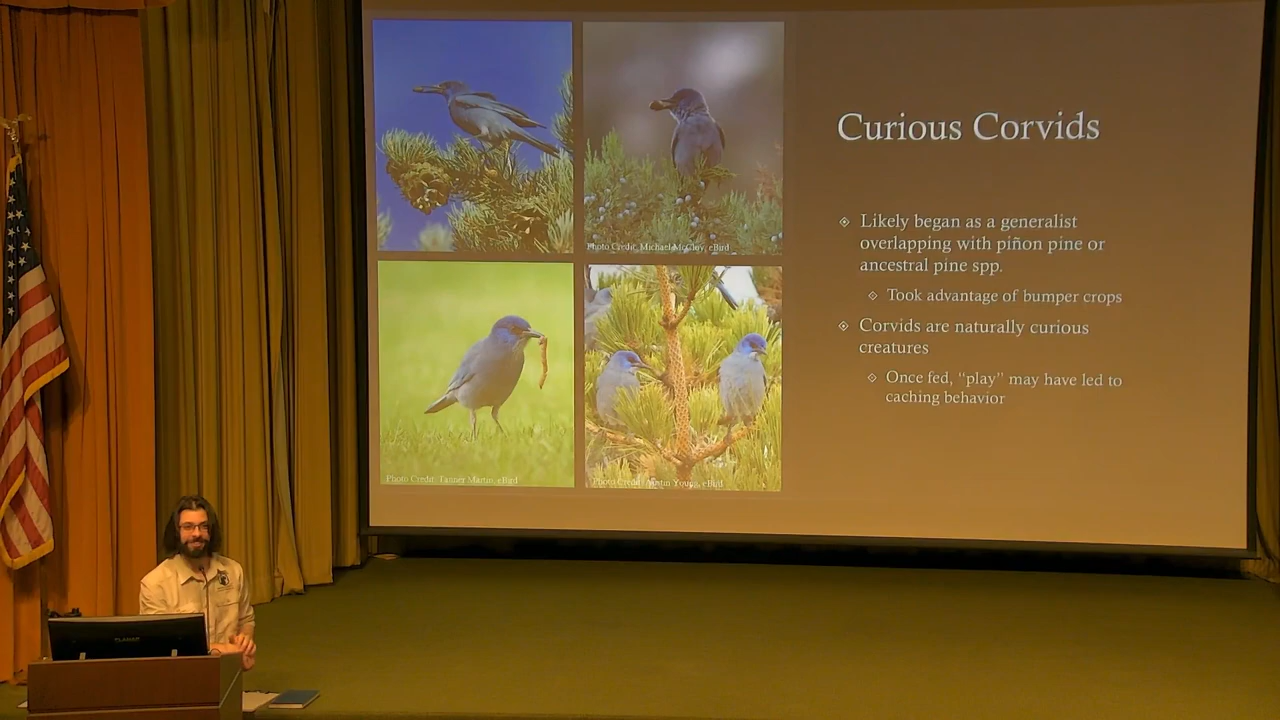 Curious Corvids
Likely began as a generalist
overlapping with piñon pine or
ancestral pine spp.
Took advantage of bumper crops
Corvids are naturally curious
creatures
Once fed, “play” may have led to
caching behavior
Photo Credit: Michael McCloy, eBird
Photo Credit: Tanner Martin, eBird
Photo Credit: Young, eBird
PLANAR